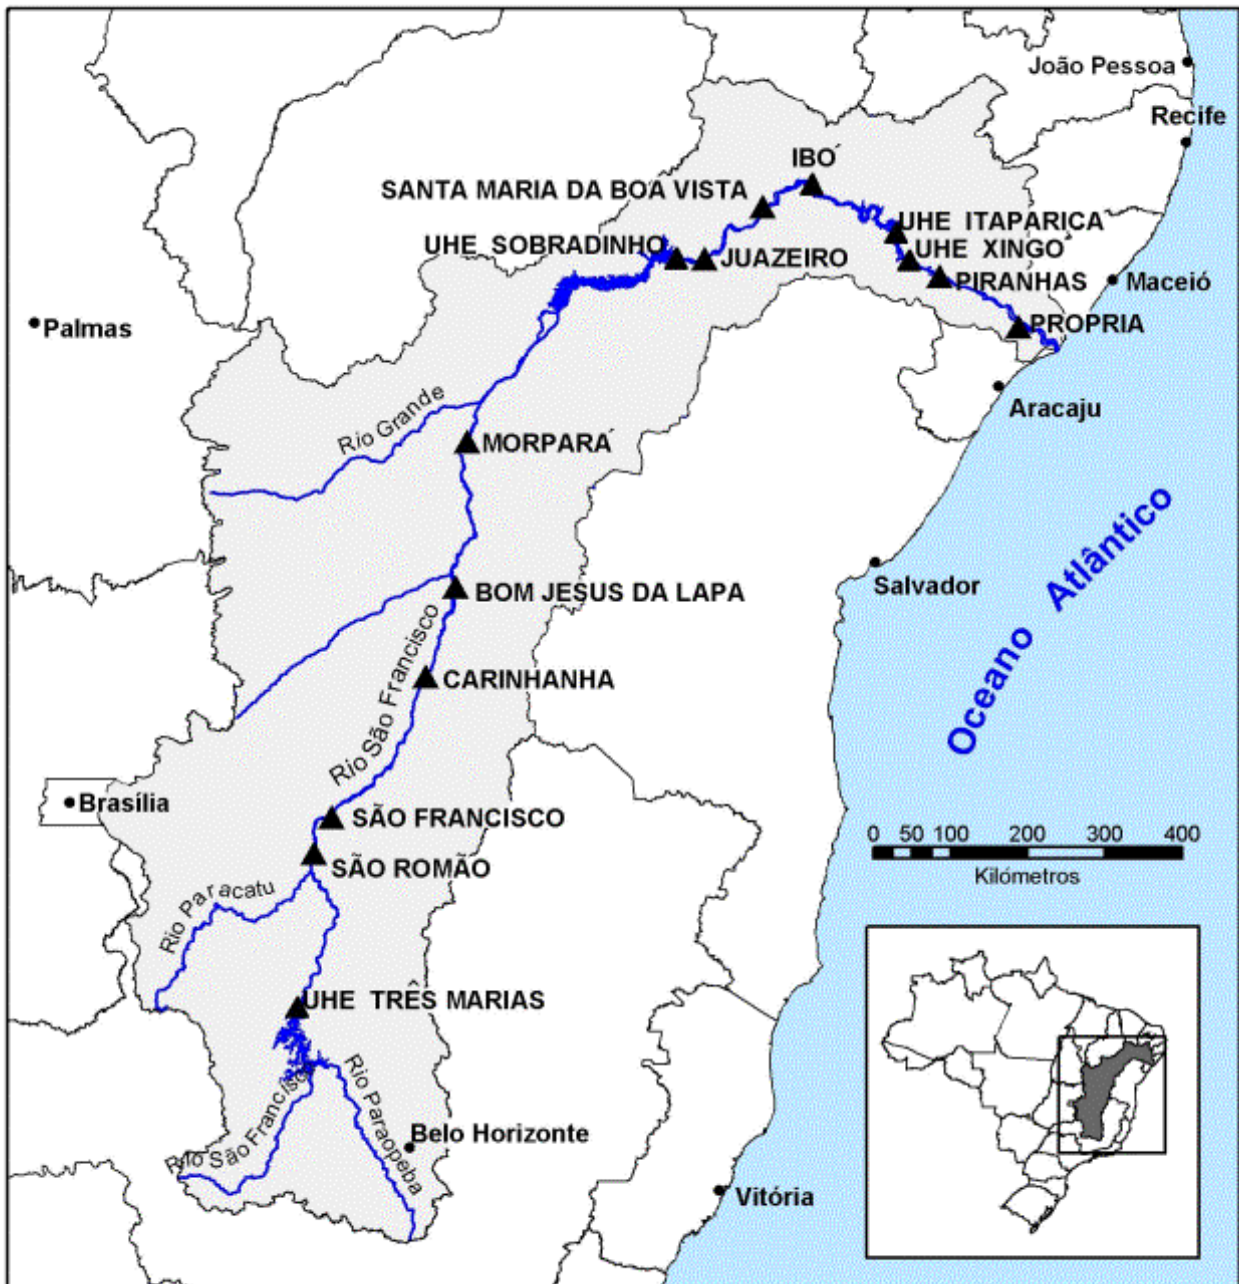 João Pessoa
Recife
IBÓ
SANTA MARIA DA BOA VISTA
UHE ITAPARICA
UHE SOBRADINHO
JUAZEIRO
UHE XINGÓ
PIRANHAS
Maceió
Palmas
PROPRIA
Aracaju
Rio Grande
MORPARÁ
Salvador
BOM JESUS DA LAPA
Oceano Atlântico
CARINHANHA
Rio São Francisco
Brasília
SÃO FRANCISCO
SÃO ROMÃO
0 50 100 200 300 400
Kilómetros
Rio Paracatu
UHE TRÊS MARIAS
Rio São Francisco
Rio Paraopeba
Belo Horizonte
Vitória